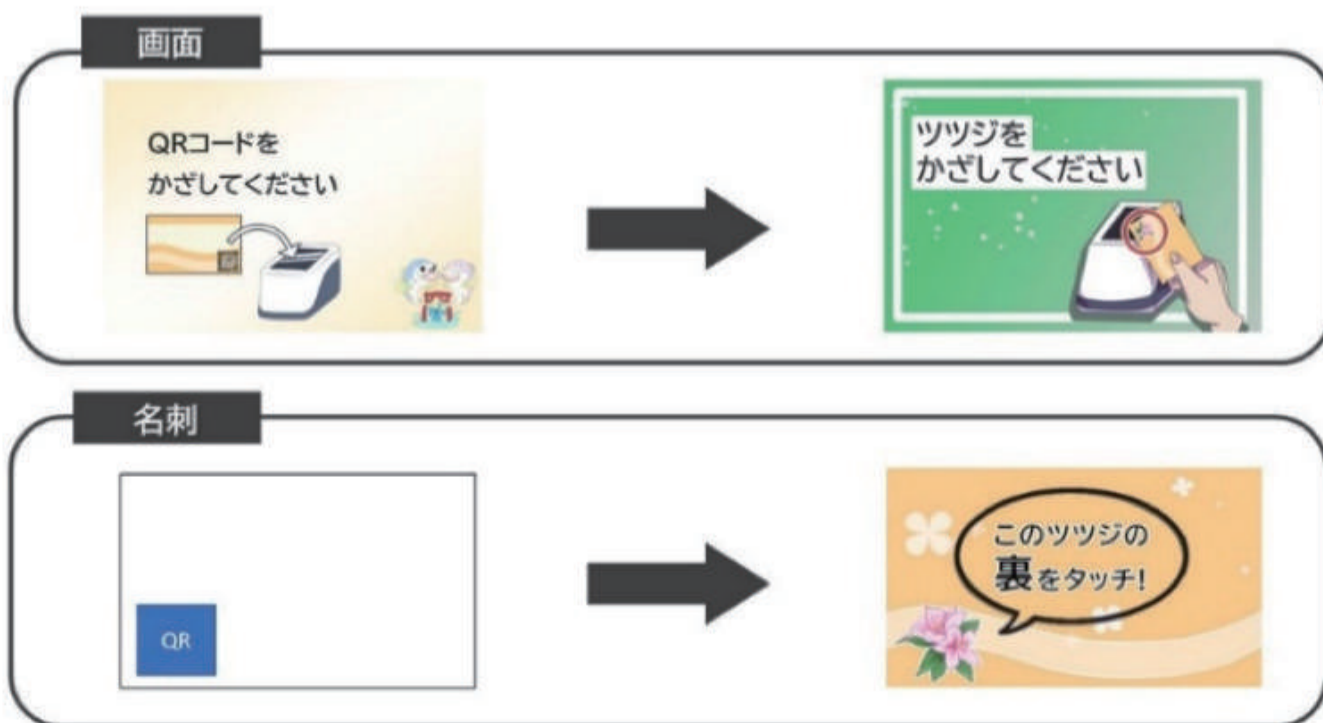 画面
QRコードを
かざしてください
ツツジを
かざしてください
名刺
QR
このツツジの
裏をタッチ!